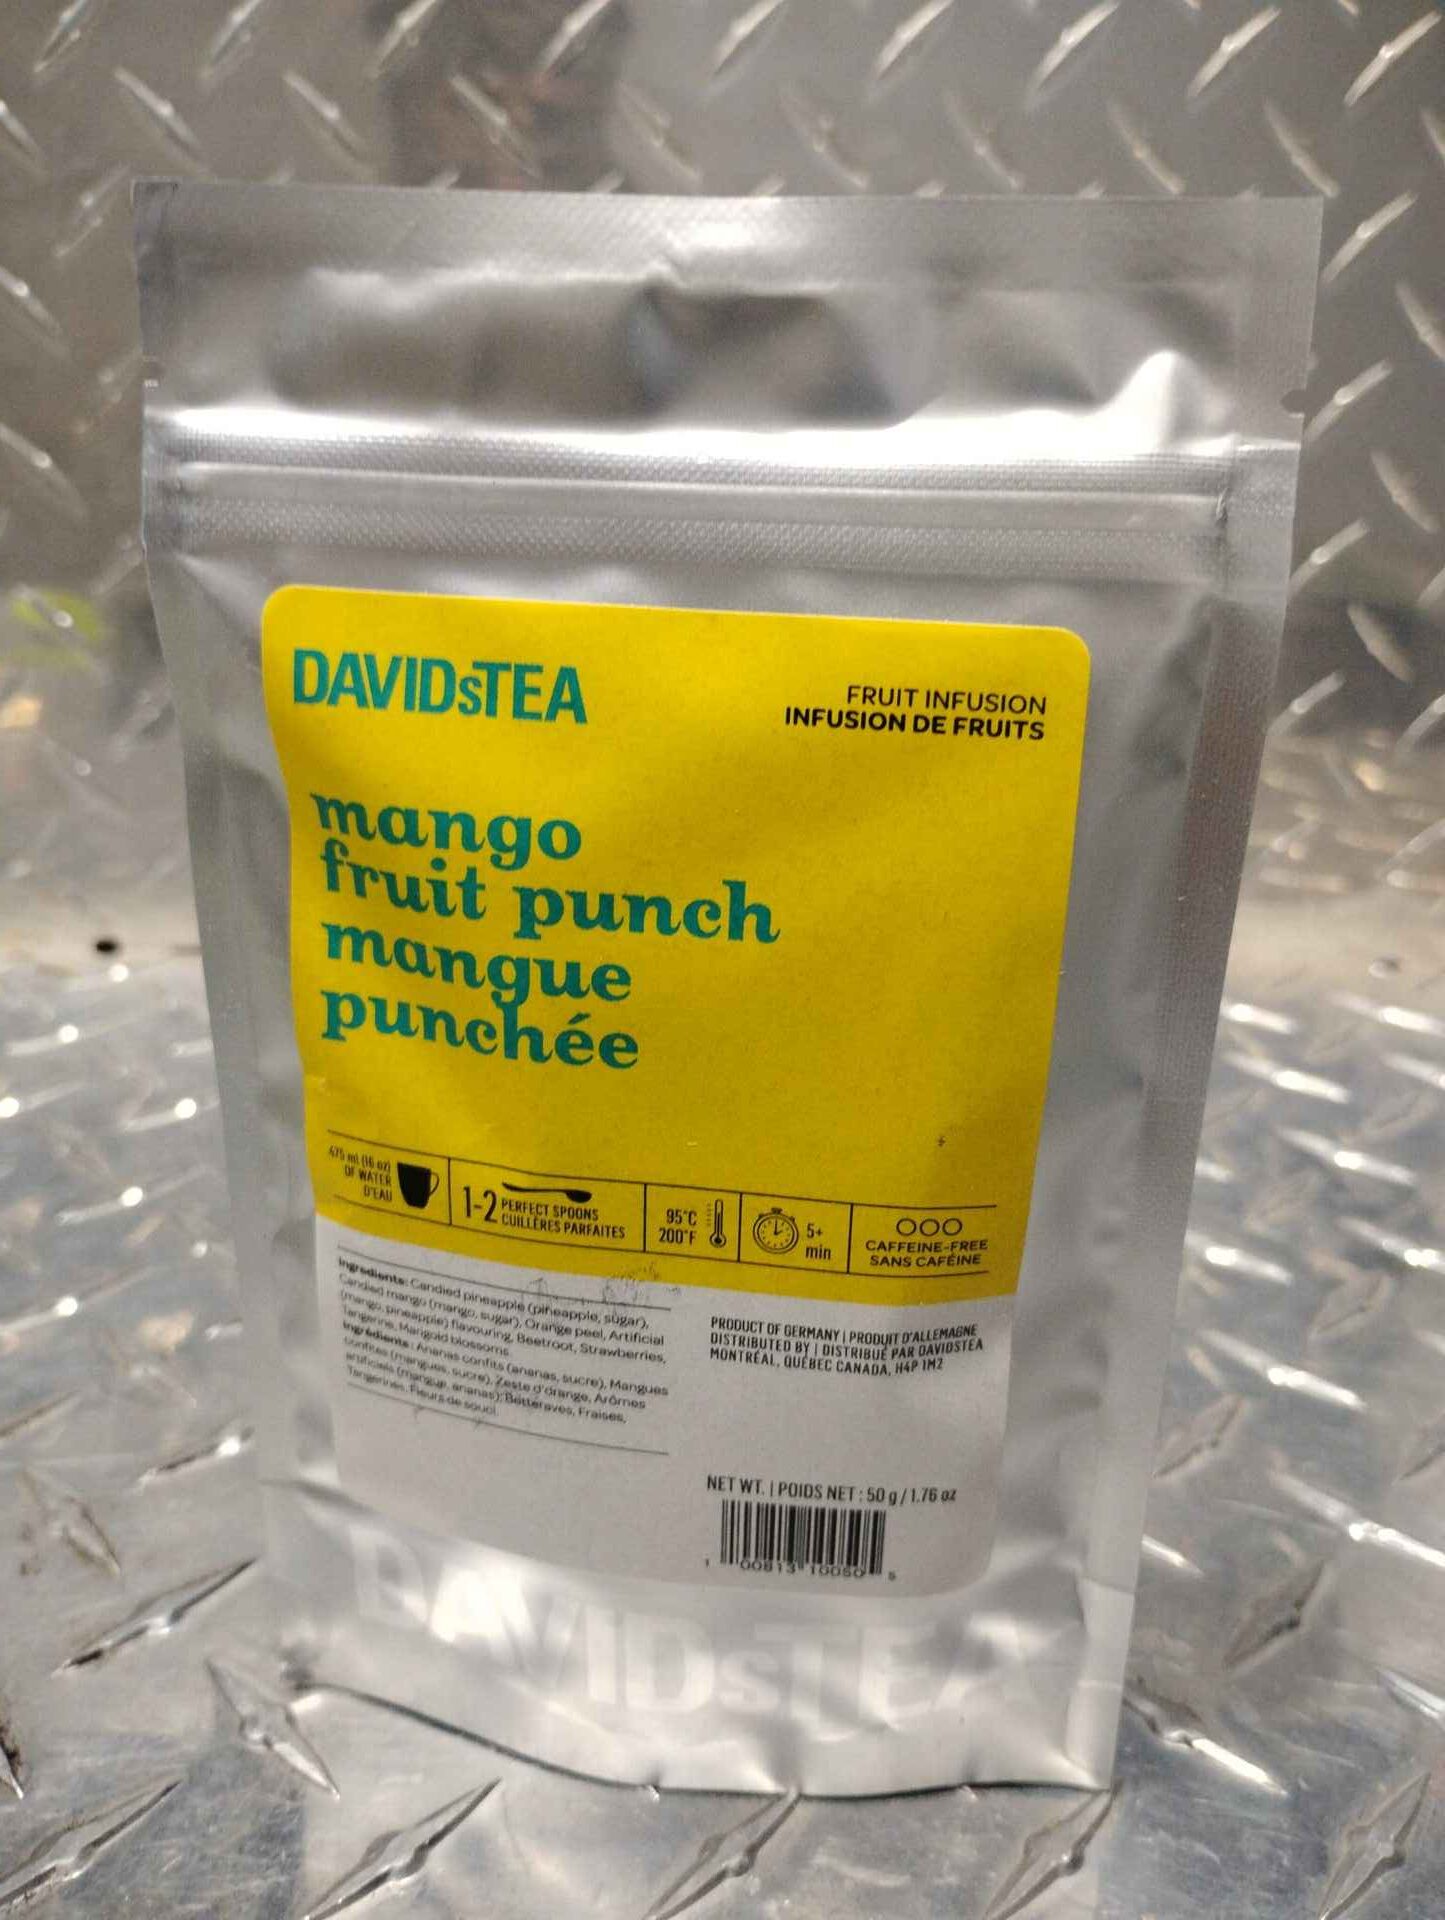 DAVIDsTEA
FRUIT INFUSION
INFUSION DE FRUITS
mango
fruit punch
mangue
punchée
475 ml (16 oz)
OF WATER
D'EAU
1-2 PERFECT SPOONS
CUILLÈRES PARFAITES
95°C
200°F
5+
min
CAFFEINE-FREE
SANS CAFÉINE
Ingredients: Candied pineapple (pineapple, sugar),
Candied mango (mango, sugar), Orange peel, Artificial
(mango, pineapple) flavouring, Beetroot, Strawberries,
Tangerine, Marigold blossoms.
Ingrédients : Ananas confits (ananas, sucre), Mangues
confites (mangues, sucre), Zeste d'orange, Arômes
artificiels (mangue, ananas), Betteraves, Fraises,
Tangerines, Fleurs de souci.
PRODUCT OF GERMANY | PRODUIT D'ALLEMAGNE
DISTRIBUTED BY | DISTRIBUÉ PAR DAVIDSTEA
MONTRÉAL, QUÉBEC CANADA, H4P 1M2
NET WT. | POIDS NET : 50 g / 1.76 oz
1 00813 10050 5
DAVIDsTEA